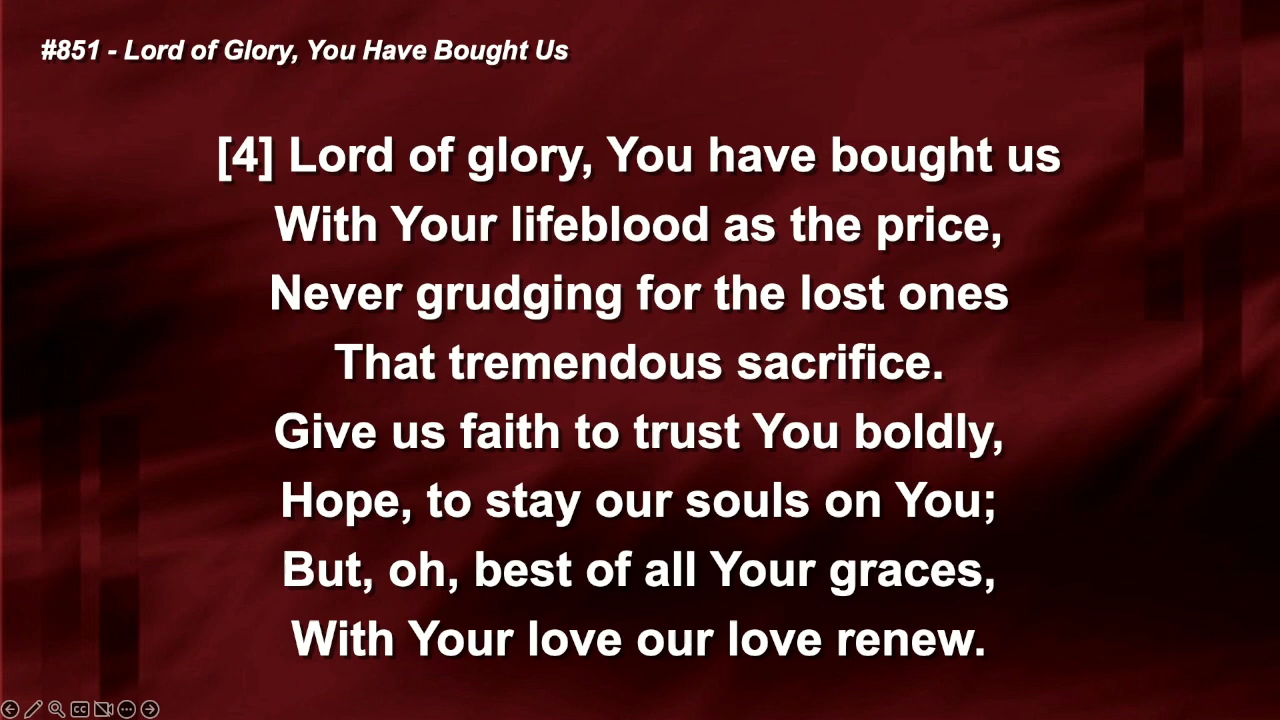 #851 - Lord of Glory, You Have Bought Us
[4] Lord of glory, You have bought us
With Your lifeblood as the price,
Never grudging for the lost ones
That tremendous sacrifice.
Give us faith to trust You boldly,
Hope, to stay our souls on You;
But, oh, best of all Your graces,
With Your love our love renew.
CC